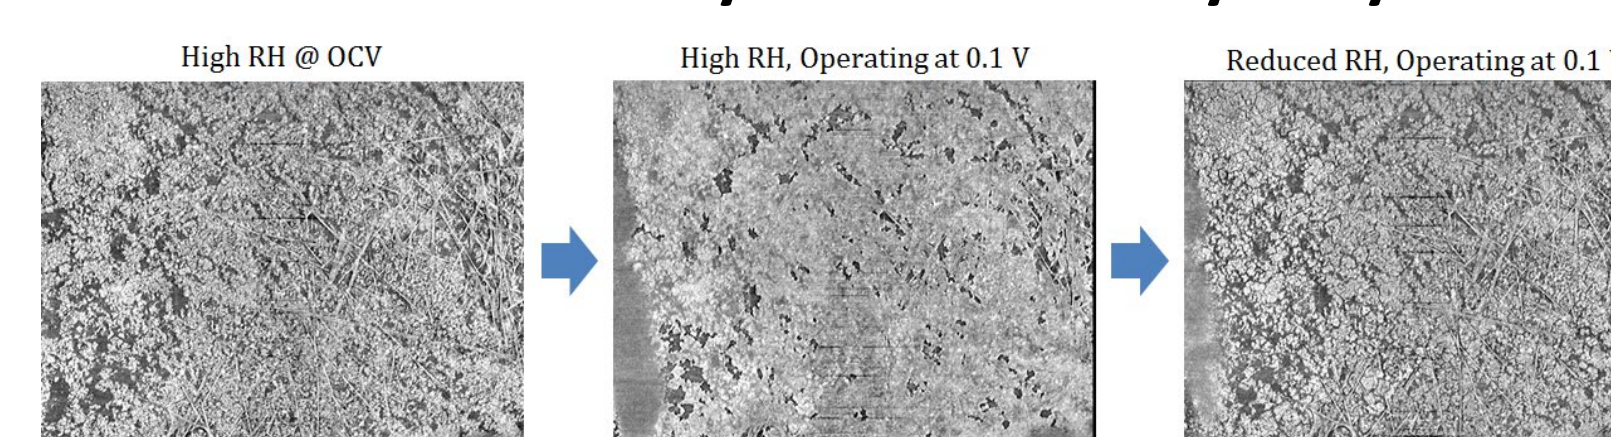 High RH @ OCV
High RH, Operating at 0.1 V
Reduced RH, Operating at 0.1